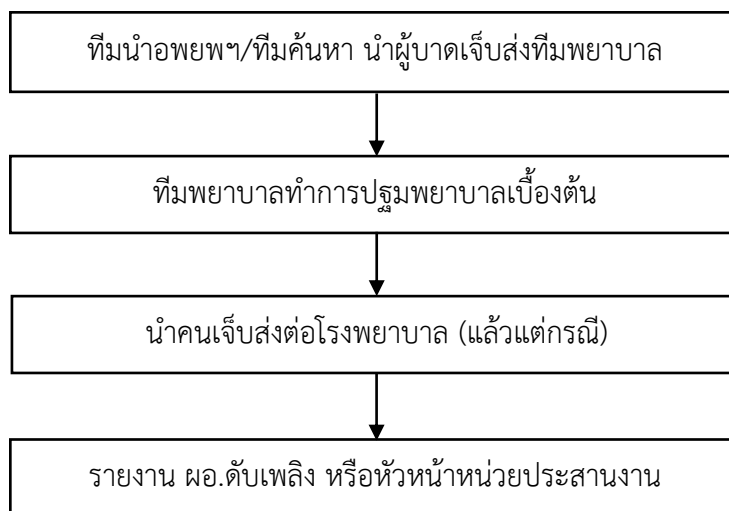 ทีมนำอพยพฯ/ทีมค้นหา นำผู้บาดเจ็บส่งทีมพยาบาล
ทีมพยาบาลทำการปฐมพยาบาลเบื้องต้น
นำคนเจ็บส่งต่อโรงพยาบาล (แล้วแต่กรณี)
รายงาน ผอ.ดับเพลิง หรือหัวหน้าหน่วยประสานงาน